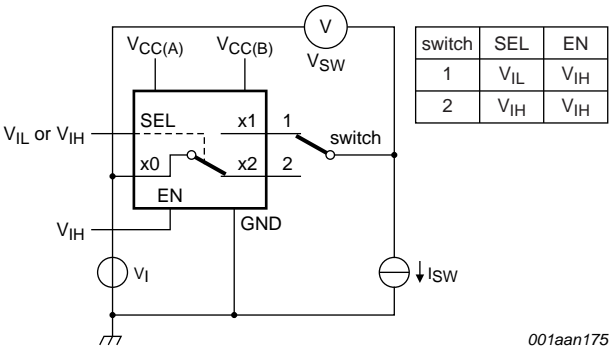 V
VCC(A) VCC(B) VSW
switch SEL EN
1 VIL VIH
2 VIH VIH
VIL or VIH SEL x1 1 switch
x0 x2 2
EN
VIH GND
VI ISW
001aan175